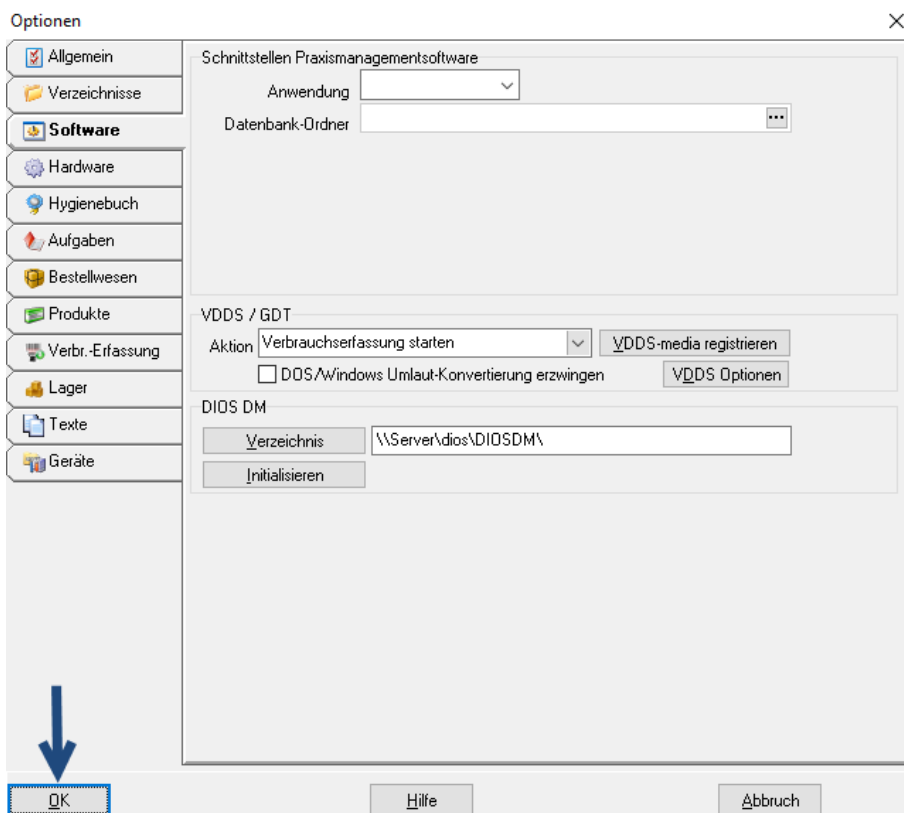 Optionen
Allgemein
Verzeichnisse
Software
Hardware
Hygienebuch
Aufgaben
Bestellwesen
Produkte
Verbr.-Erfassung
Lager
Texte
Geräte
Schnittstellen Praxismanagementsoftware
Anwendung
Datenbank-Ordner ...
VDDS / GDT
Aktion Verbrauchserfassung starten VDDS-media registrieren
DOS/Windows Umlaut-Konvertierung erzwingen VDDS Optionen
DIOS DM
Verzeichnis \\Server\dios\DIOSDM\
Initialisieren
OK Hilfe Abbruch